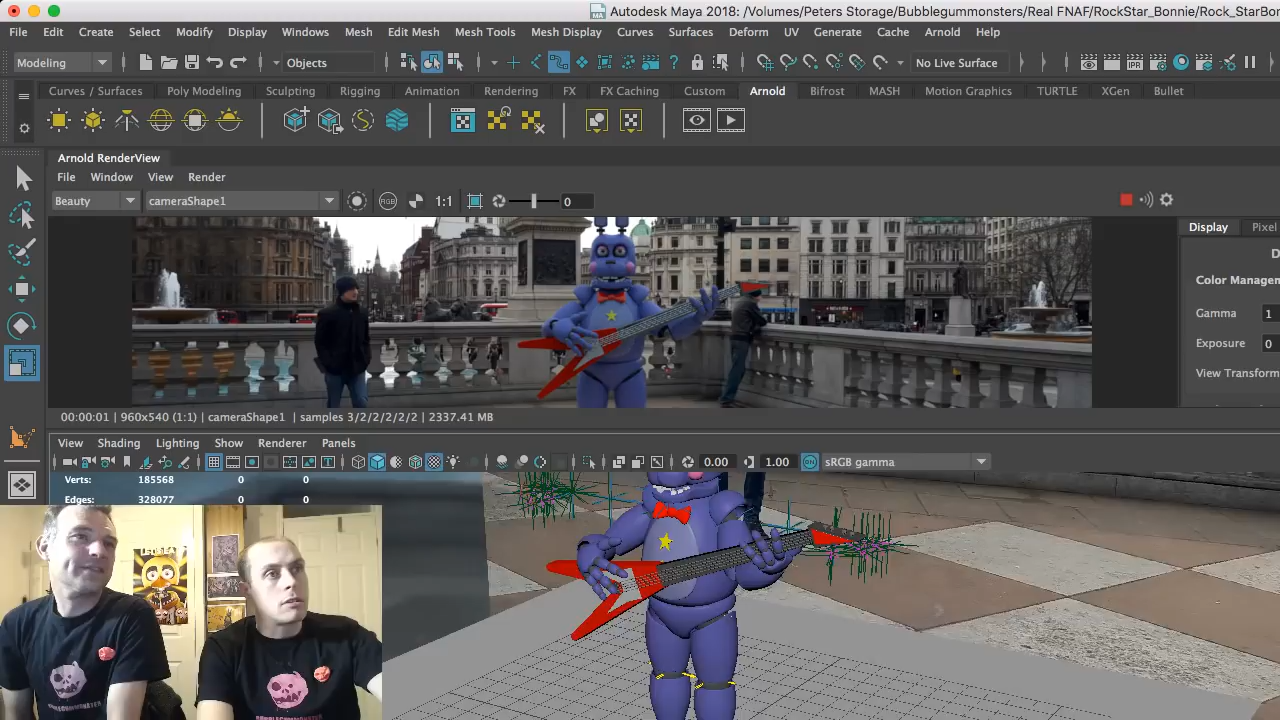 Autodesk Maya 2018: /Volumes/Peters Storage/Bubblegummonsters/Real FNAF/RockStar_Bonnie/Rock_StarBon
File Edit Create Select Modify Display Windows Mesh Edit Mesh Mesh Tools Mesh Display Curves Surfaces Deform UV Generate Cache Arnold Help
Modeling Objects No Live Surface
Curves / Surfaces Poly Modeling Sculpting Rigging Animation Rendering FX FX Caching Custom Arnold Bifrost MASH Motion Graphics TURTLE XGen Bullet
Arnold RenderView
File Window View Render
Beauty cameraShape1 RGB 1:1 0
Display Pixel
D
Color Managem
Gamma 1
Exposure 0
View Transform
00:00:01 | 960x540 (1:1) | cameraShape1 | samples 3/2/2/2/2/2 | 2337.41 MB
View Shading Lighting Show Renderer Panels
0.00 1.00 sRGB gamma
Verts: 185568 0 0
Edges: 328077 0 0
LET'S EAT